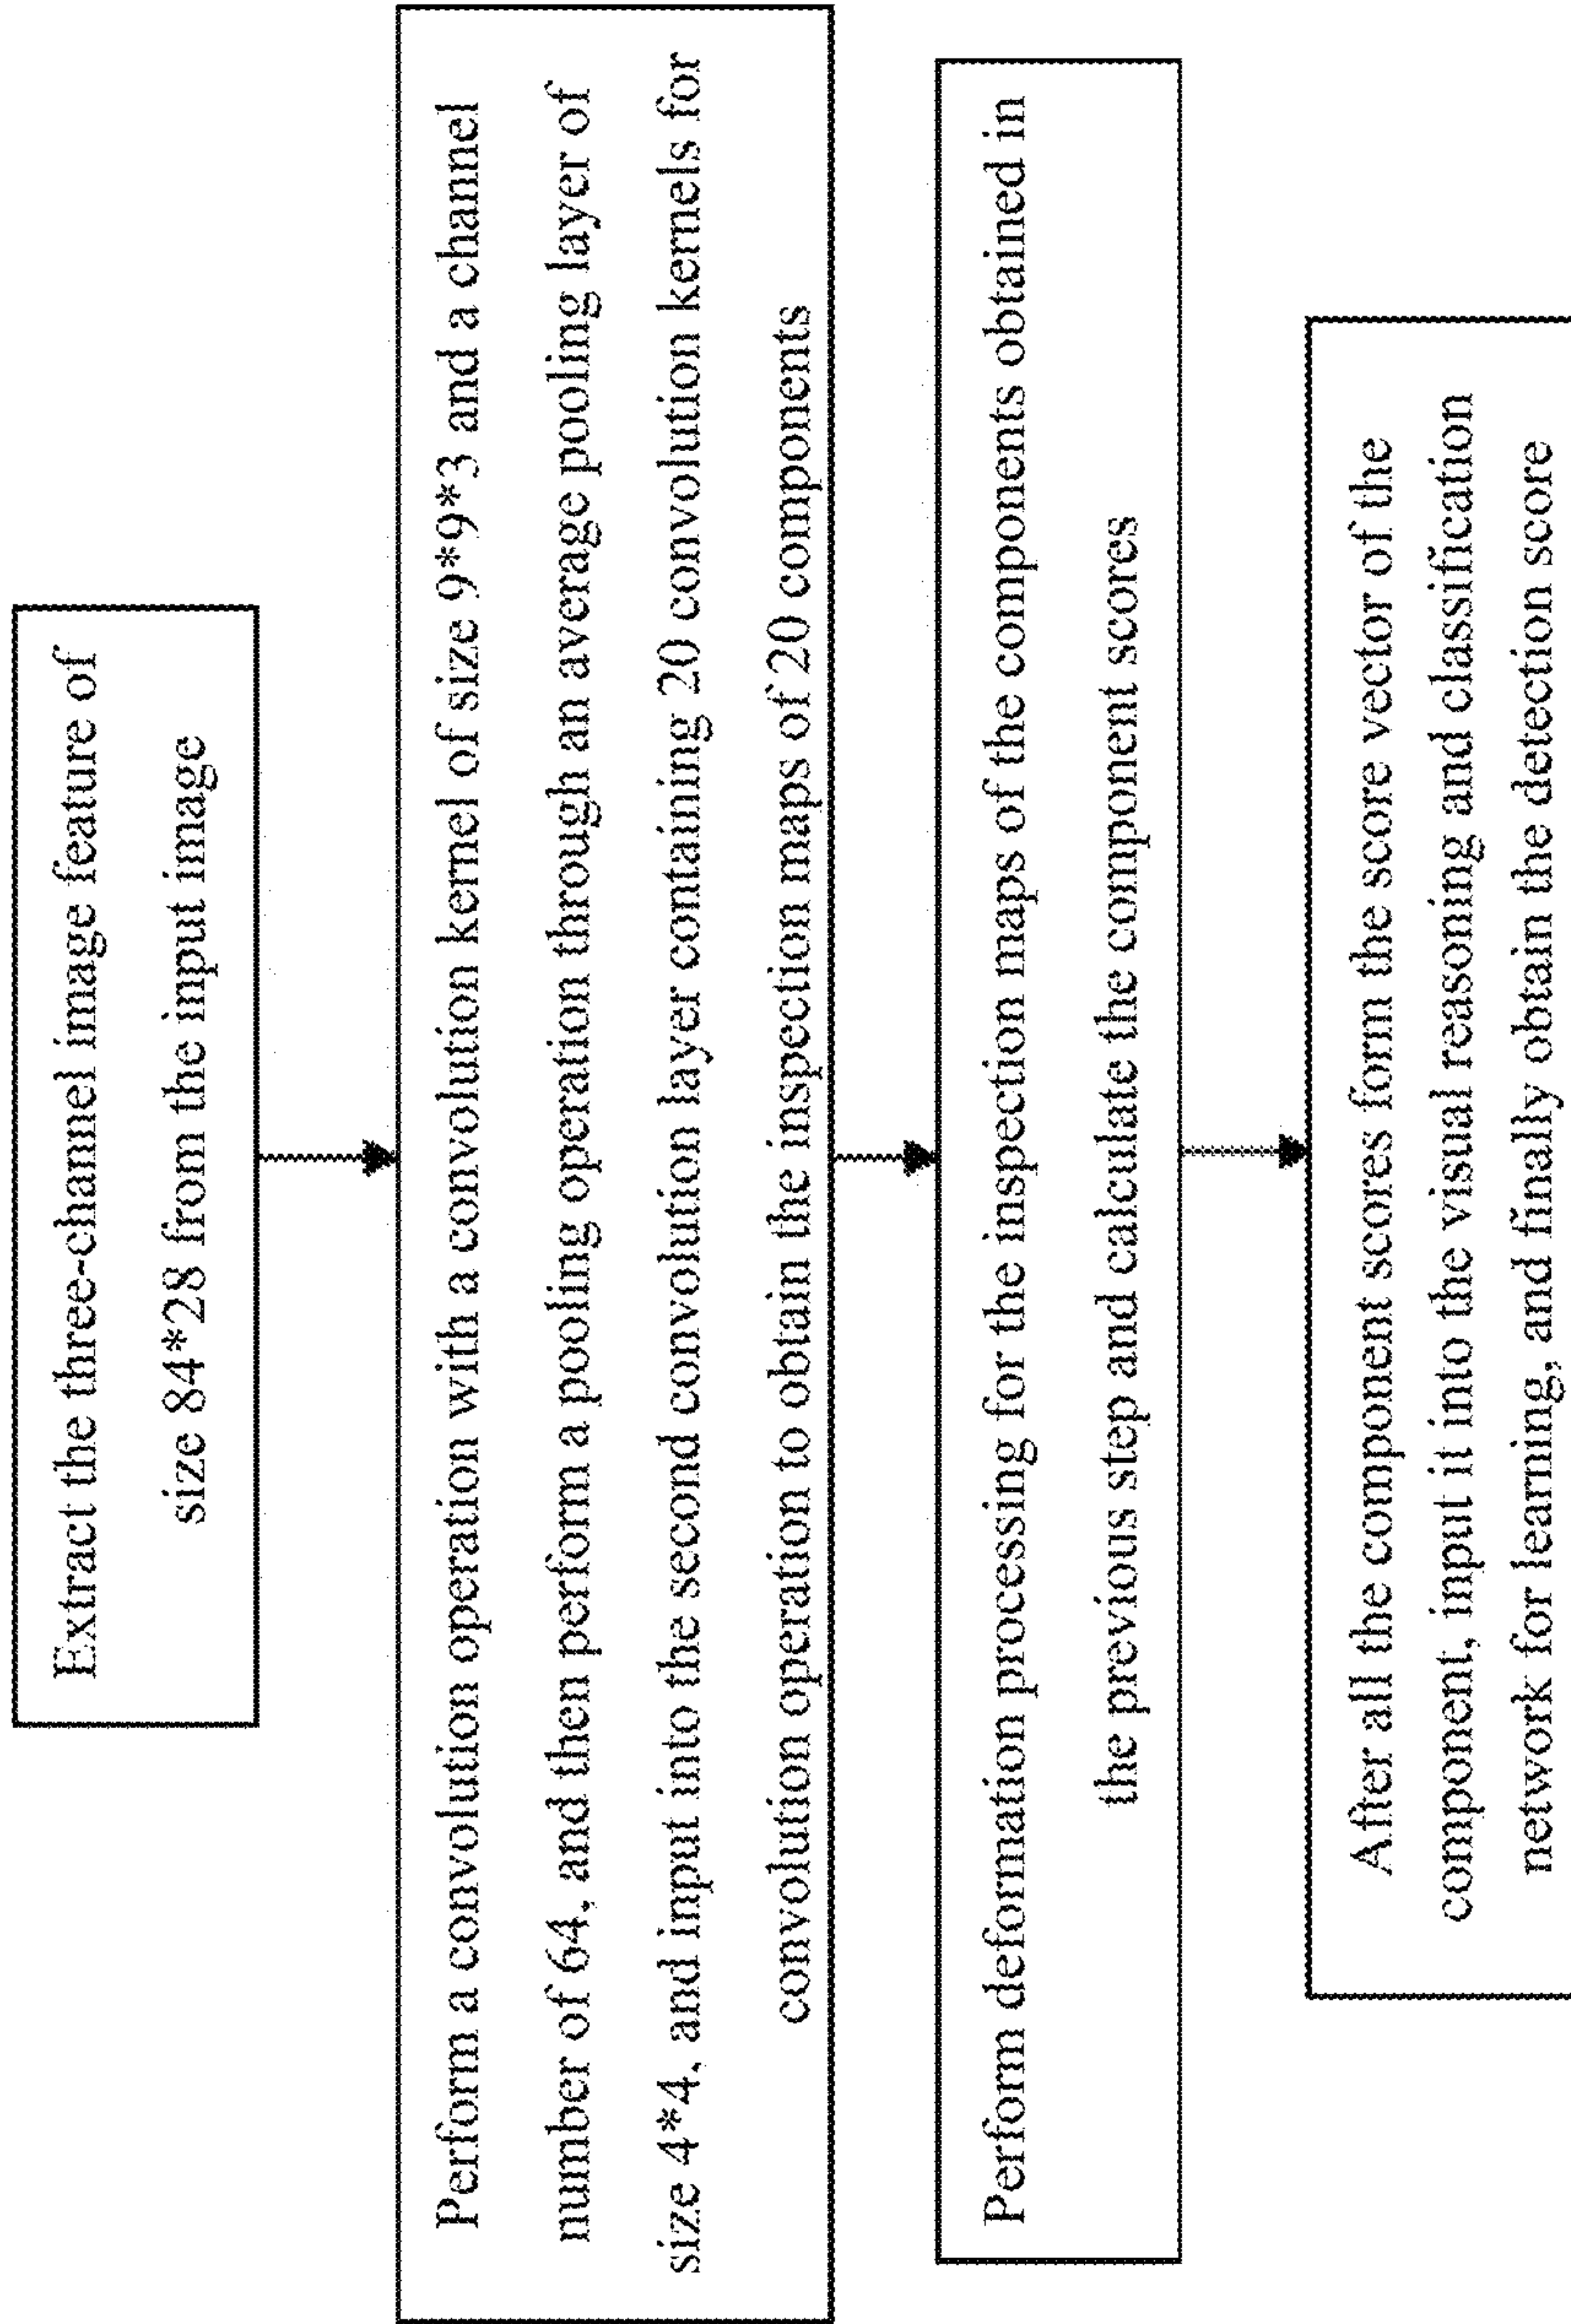 Extract the three-channel image feature of
size 84*28 from the input image
Perform a convolution operation with a convolution kernel of size 9*9*3 and a channel
number of 64, and then perform a pooling operation through an average pooling layer of
size 4*4, and input into the second convolution layer containing 20 convolution kernels for
convolution operation to obtain the inspection maps of 20 components
Perform deformation processing for the inspection maps of the components obtained in
the previous step and calculate the component scores
After all the component scores form the score vector of the
component, input it into the visual reasoning and classification
network for learning, and finally obtain the detection score